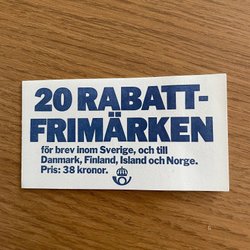 20 RABATT-
FRIMÄRKEN
för brev inom Sverige, och till
Danmark, Finland, Island och Norge.
Pris: 38 kronor.